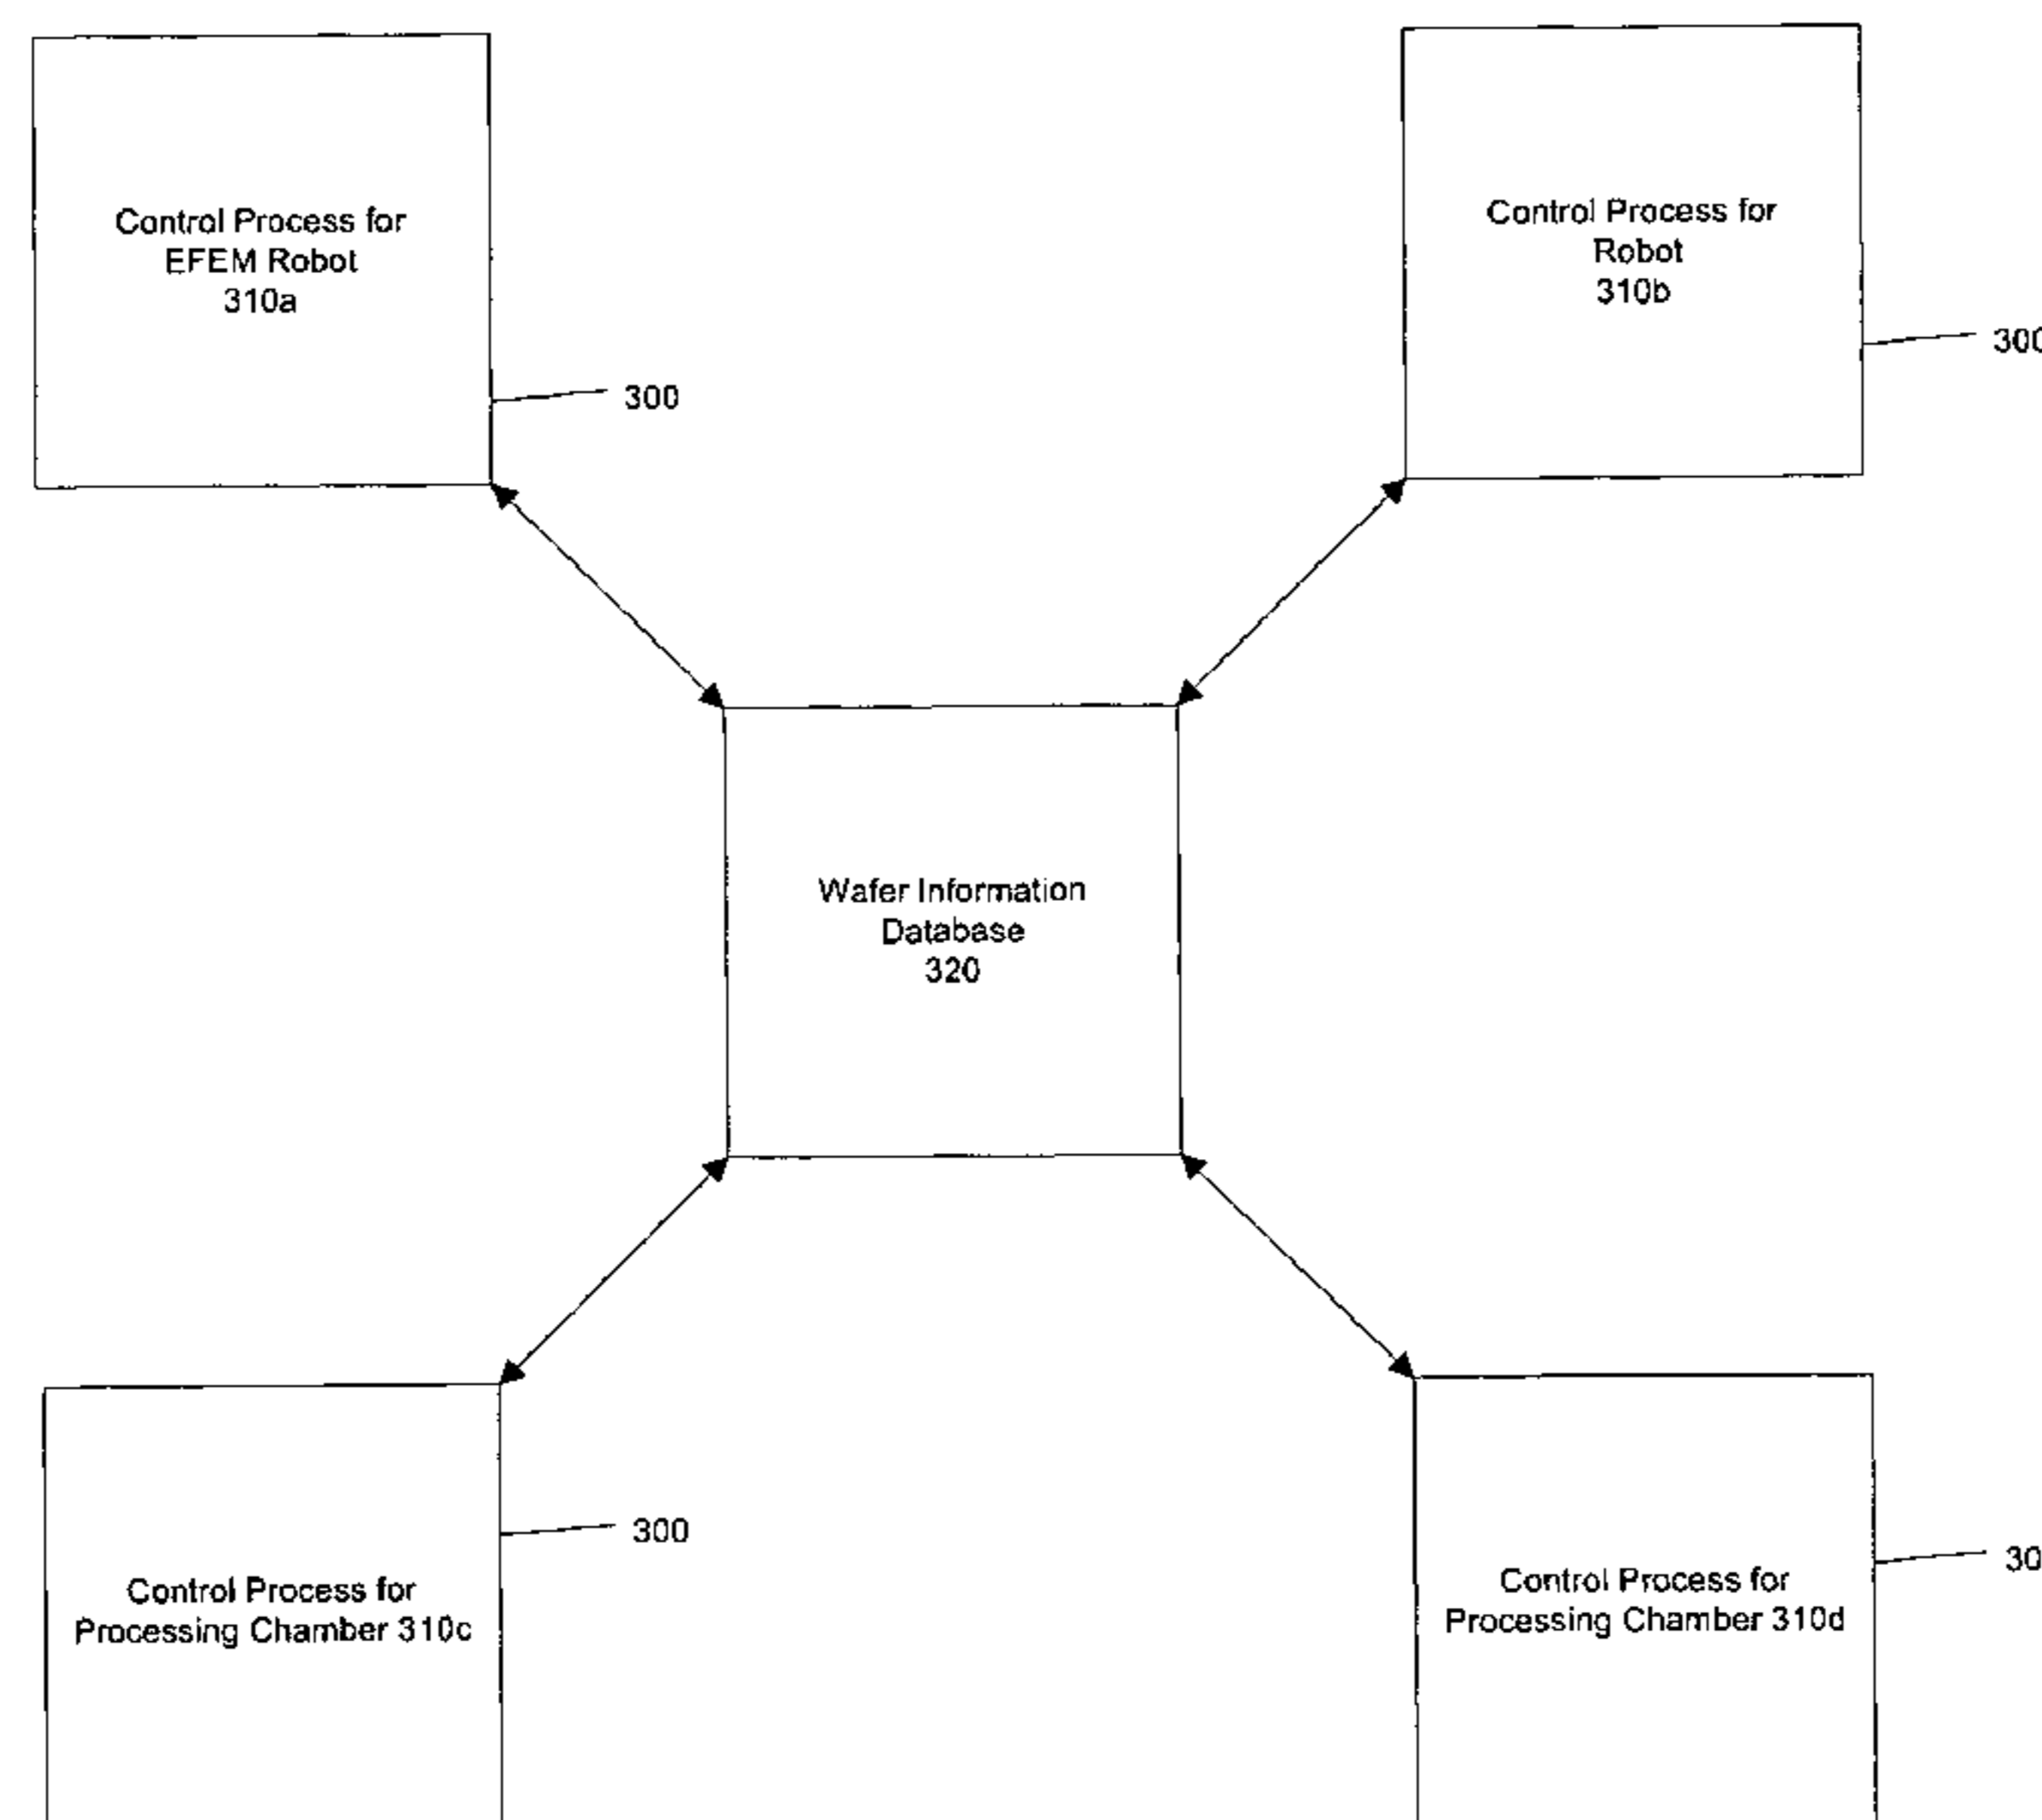 Control Process for
EFEM Robot
310a
300
Control Process for
Robot
310b
300
Wafer Information
Database
320
Control Process for
Processing Chamber 310c
300
Control Process for
Processing Chamber 310d
30